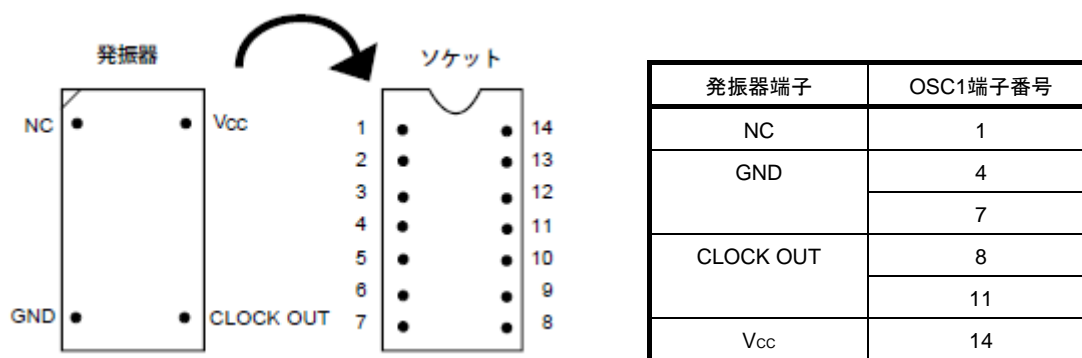 発振器
NC
Vcc
GND
CLOCK OUT
ソケット
1 14
2 13
3 12
4 11
5 10
6 9
7 8
発振器端子 OSC1端子番号
NC 1
GND 4
7
CLOCK OUT 8
11
Vcc 14